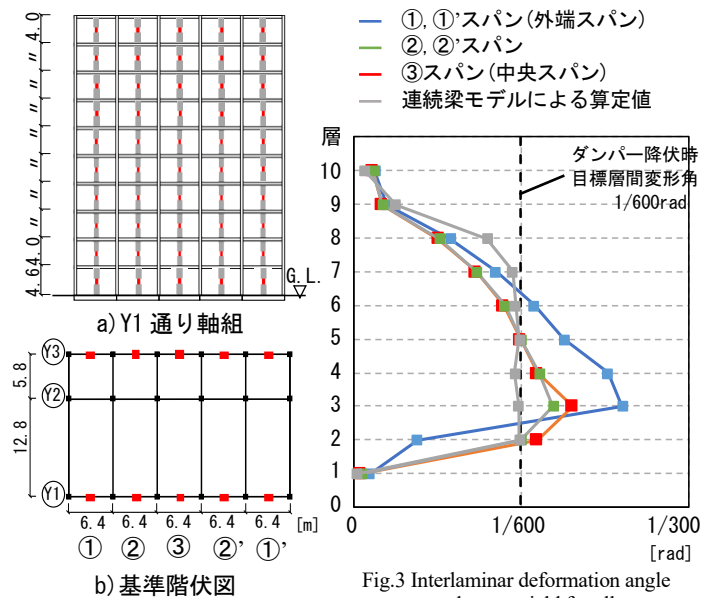 4.0
〃
〃
〃
〃
〃
〃
4.0
4.6
G.L.
a)Y1 通り軸組
Y3
Y2
Y1
5.8
12.8
6.4 6.4 6.4 6.4 6.4 [m]
① ② ③ ②’ ①’
b)基準階伏図
①,①’スパン(外端スパン)
②,②’スパン
③スパン(中央スパン)
連続梁モデルによる算定値
層
10
9
8
7
6
5
4
3
2
1
0
0 1/600 1/300
[rad]
ダンパー降伏時
目標層間変形角
1/600rad
Fig.3 Interlaminar deformation angle